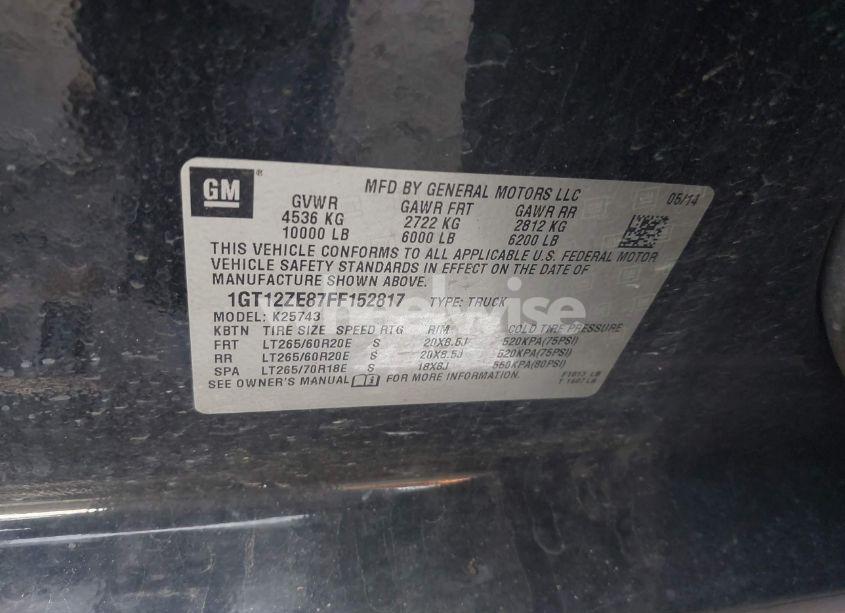 GM ®
MFD BY GENERAL MOTORS LLC 05/14
GVWR GAWR FRT GAWR RR
4536 KG 2722 KG 2812 KG
10000 LB 6000 LB 6200 LB
THIS VEHICLE CONFORMS TO ALL APPLICABLE U.S. FEDERAL MOTOR
VEHICLE SAFETY STANDARDS IN EFFECT ON THE DATE OF
MANUFACTURE SHOWN ABOVE.
1GT12ZE87FF152817 TYPE: TRUCK
MODEL: K25743
KBTN TIRE SIZE SPEED RTG RIM COLD TIRE PRESSURE
FRT LT265/60R20E S 20X8.5J 520KPA(75PSI)
RR LT265/60R20E S 20X8.5J 520KPA(75PSI)
SPA LT265/70R18E S 18X8J 550KPA(80PSI)
SEE OWNER'S MANUAL FOR MORE INFORMATION.